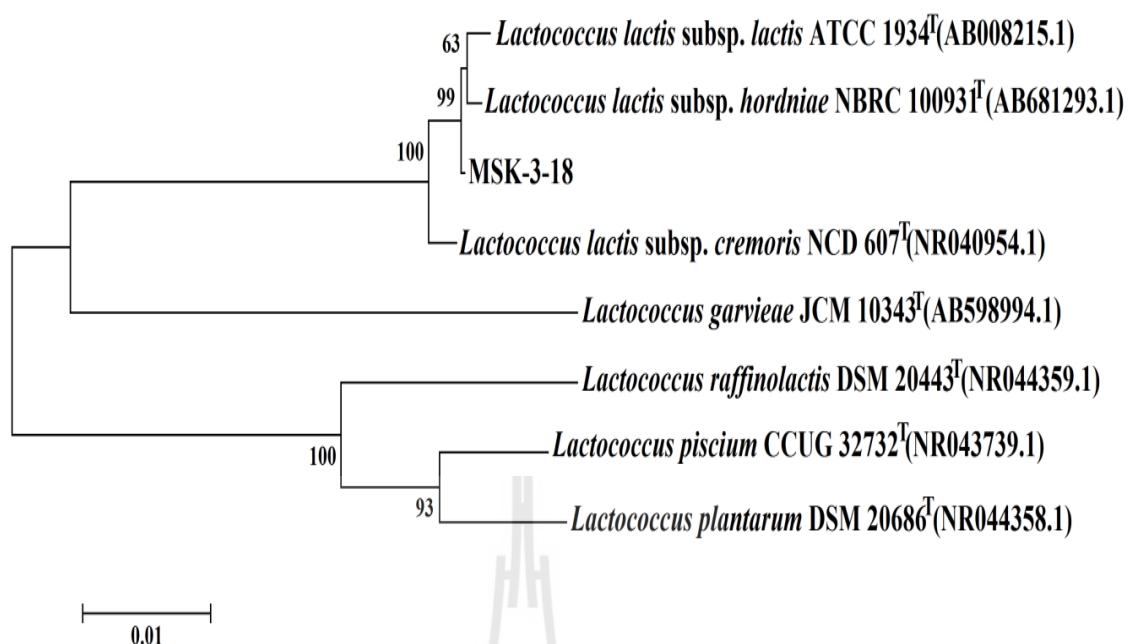 63
Lactococcus lactis subsp. lactis ATCC 1934T(AB008215.1)
99
Lactococcus lactis subsp. hordniae NBRC 100931T(AB681293.1)
100
MSK-3-18
Lactococcus lactis subsp. cremoris NCD 607T(NR040954.1)
Lactococcus garvieae JCM 10343T(AB598994.1)
Lactococcus raffinolactis DSM 20443T(NR044359.1)
100
Lactococcus piscium CCUG 32732T(NR043739.1)
93
Lactococcus plantarum DSM 20686T(NR044358.1)
0.01